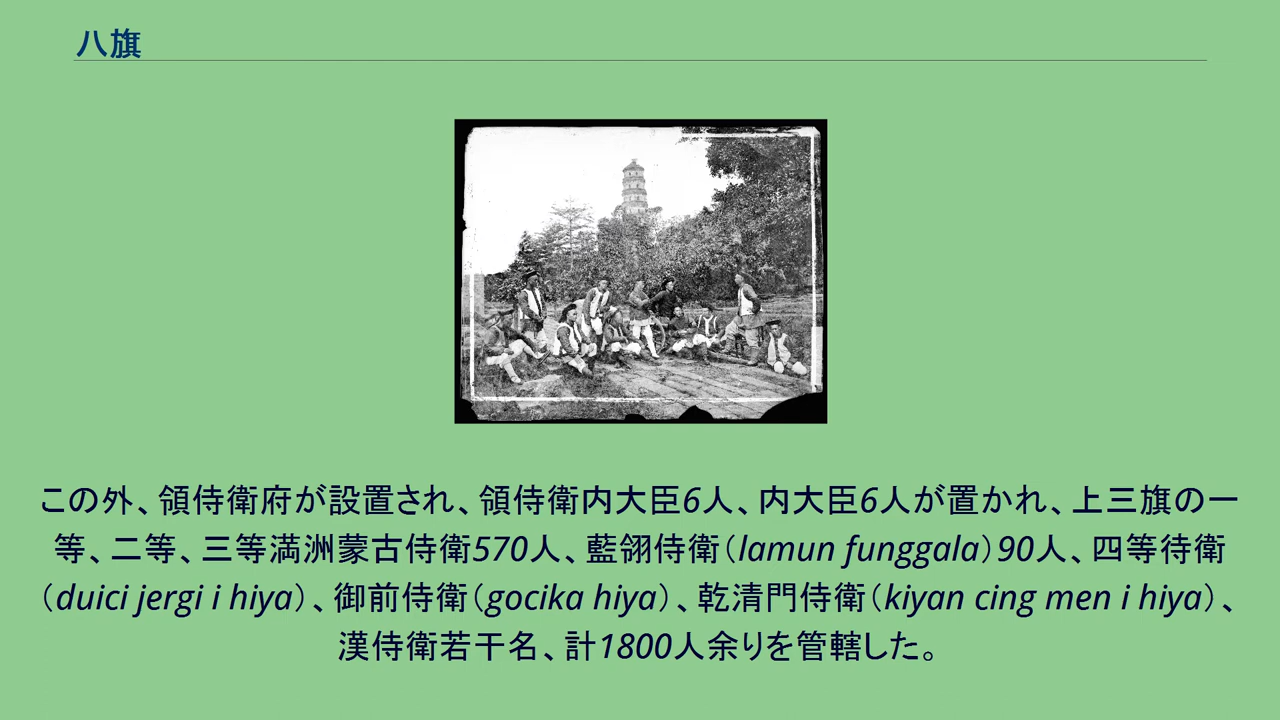 八旗
この外、領侍衛府が設置され、領侍衛内大臣6人、内大臣6人が置かれ、上三旗の一
等、二等、三等満洲蒙古侍衛570人、藍翎侍衛（lamun funggala）90人、四等待衛
（duici jergi i hiya）、御前侍衛（gocika hiya）、乾清門侍衛（kiyan cing men i hiya）、
漢侍衛若干名、計1800人余りを管轄した。